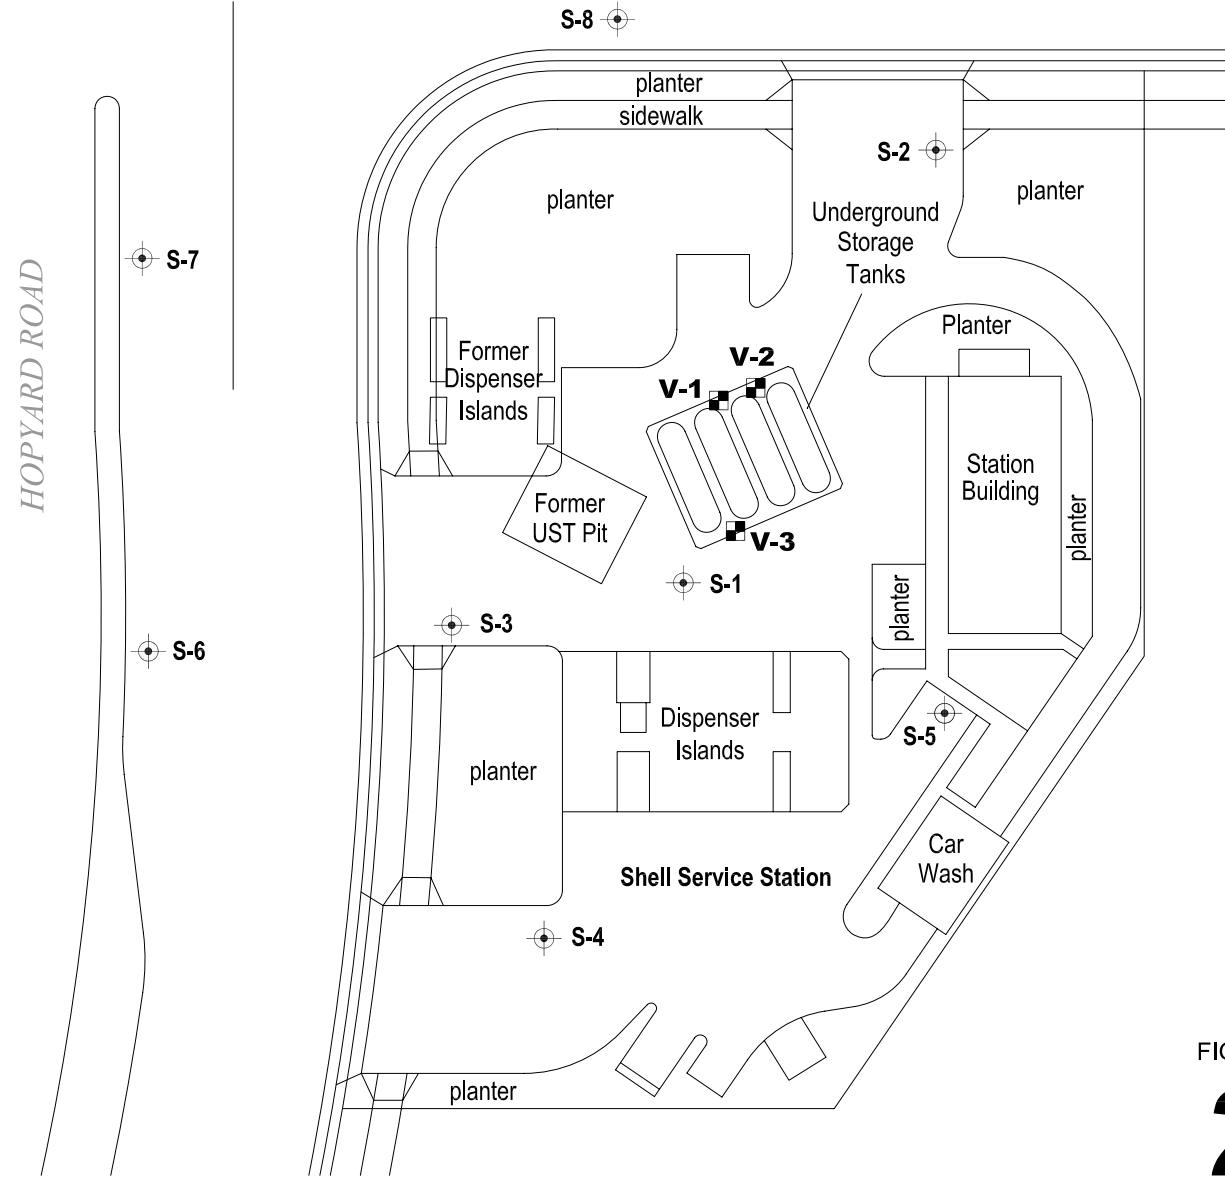 S-8
planter
sidewalk
S-2
planter
planter
Underground
Storage
Tanks
S-7
HOPYARD ROAD
Planter
Former
Dispenser
Islands
V-2
V-1
Station
Building
Former
UST Pit
planter
V-3
S-1
planter
S-3
S-6
Dispenser
Islands
S-5
planter
Car
Wash
Shell Service Station
S-4
planter